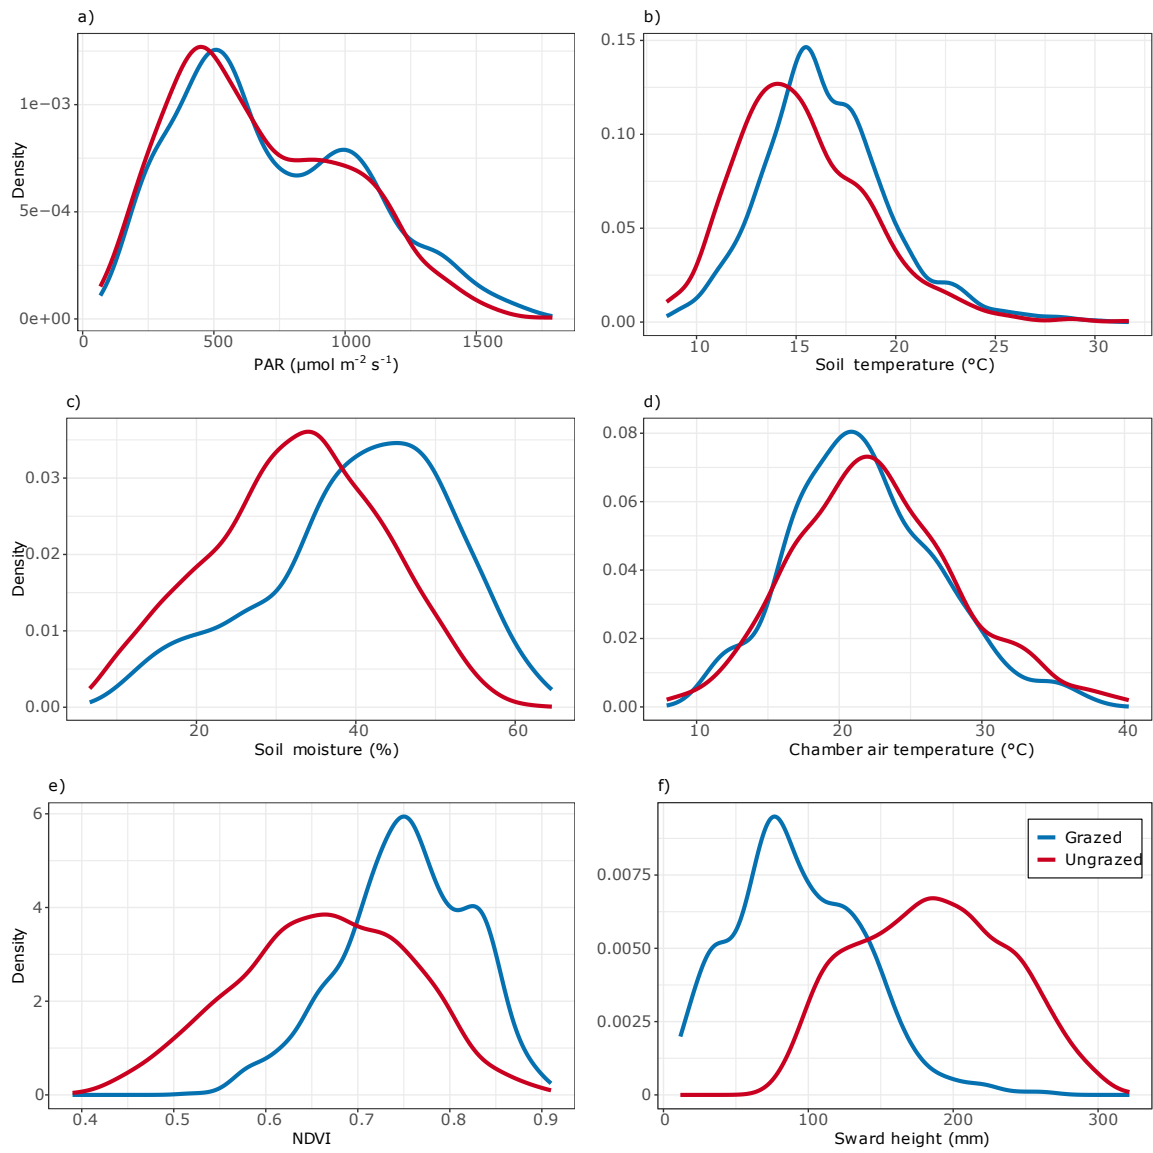 a)
Density
1e−03
5e−04
0e+00
0 500 1000 1500
PAR (μmol m-2 s-1)
b)
0.15
0.10
0.05
0.00
10 15 20 25 30
Soil temperature (°C)
c)
Density
0.03
0.02
0.01
0.00
20 40 60
Soil moisture (%)
d)
0.08
0.06
0.04
0.02
0.00
10 20 30 40
Chamber air temperature (°C)
e)
Density
6
4
2
0
0.4 0.5 0.6 0.7 0.8 0.9
NDVI
f)
Grazed
Ungrazed
0.0075
0.0050
0.0025
0
0 100 200 300
Sward height (mm)